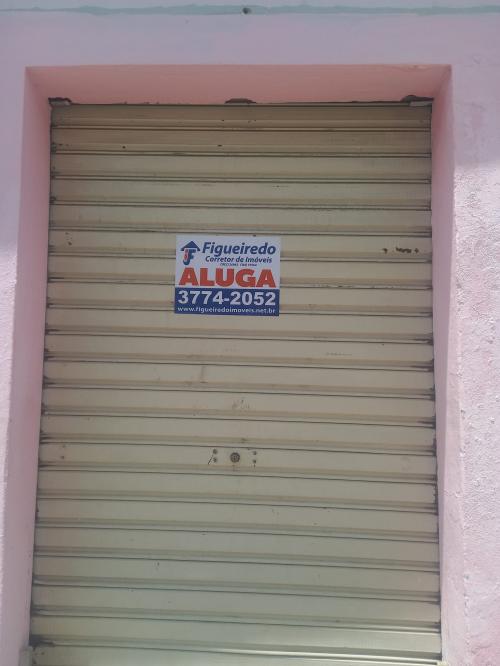 Figueiredo
Corretor de Imóveis
ALUGA
3774-2052
www.figueiredoimoveis.net.br